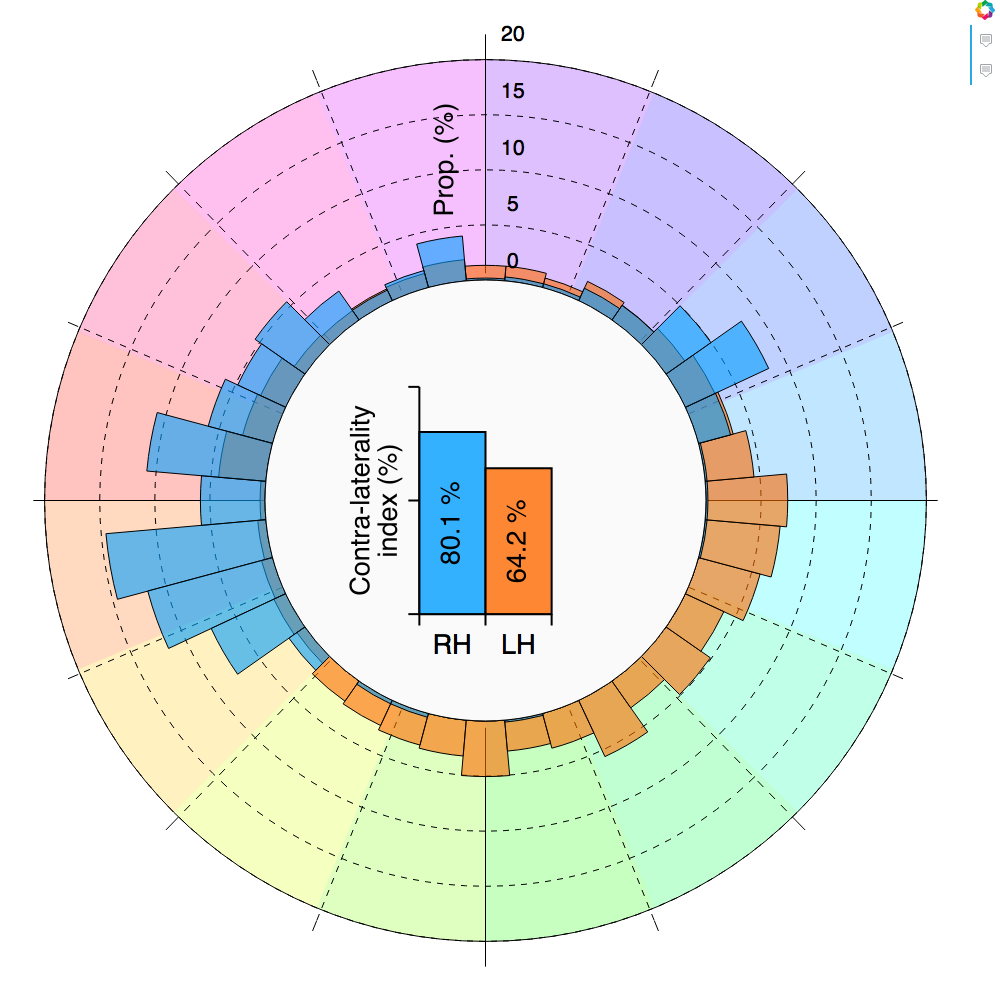 20
15
10
5
0
Prop. (%)
Contra-laterality
index (%)
80.1 %
64.2 %
RH
LH